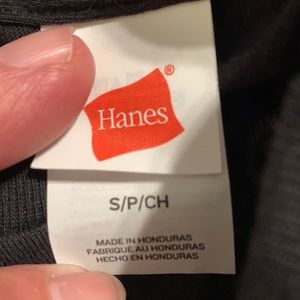 Hanes®
S/P/CH
MADE IN HONDURAS
FABRIQUÉ AU HONDURAS
HECHO EN HONDURAS